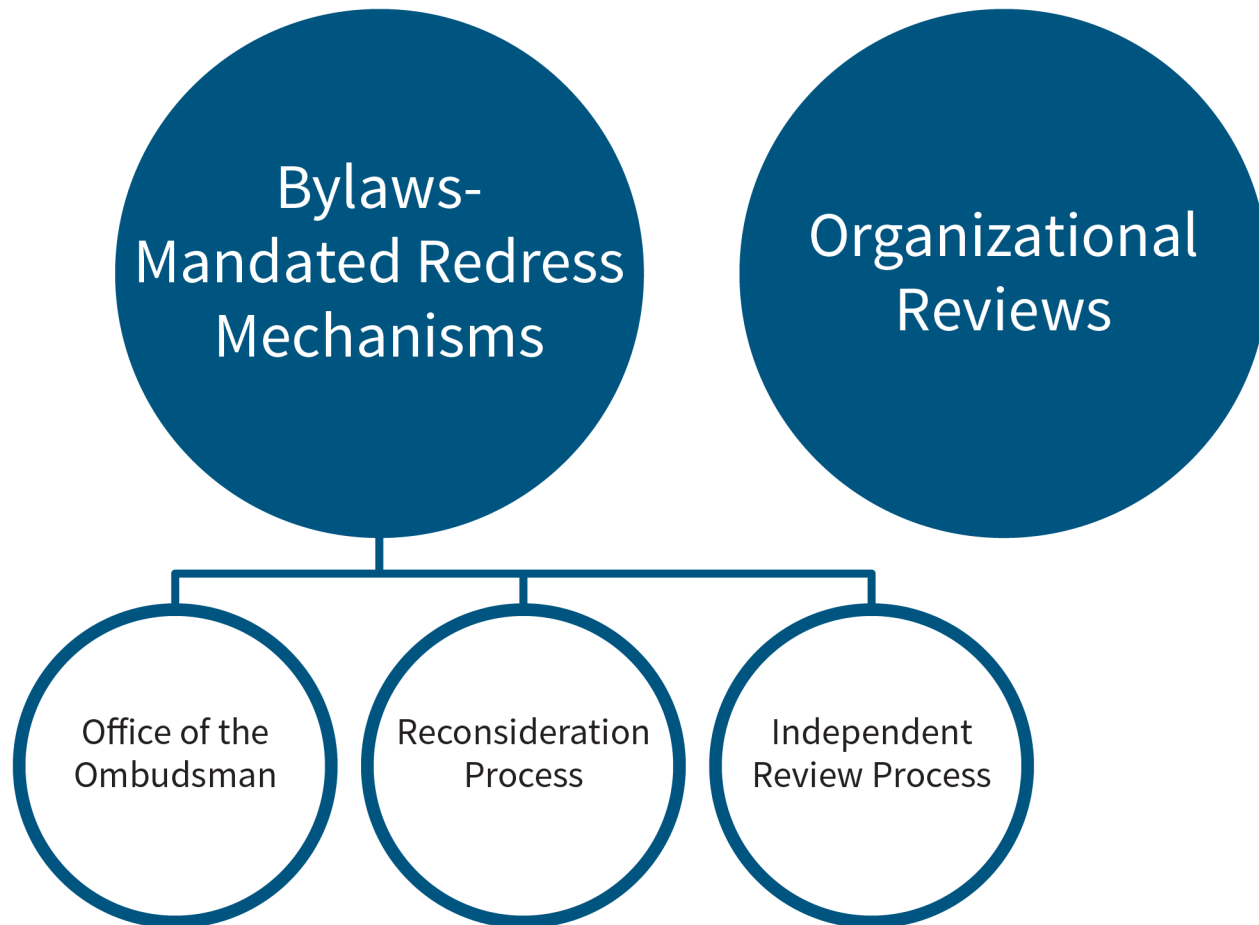 Bylaws-
Mandated Redress
Mechanisms
Organizational
Reviews
Office of the
Ombudsman
Reconsideration
Process
Independent
Review Process